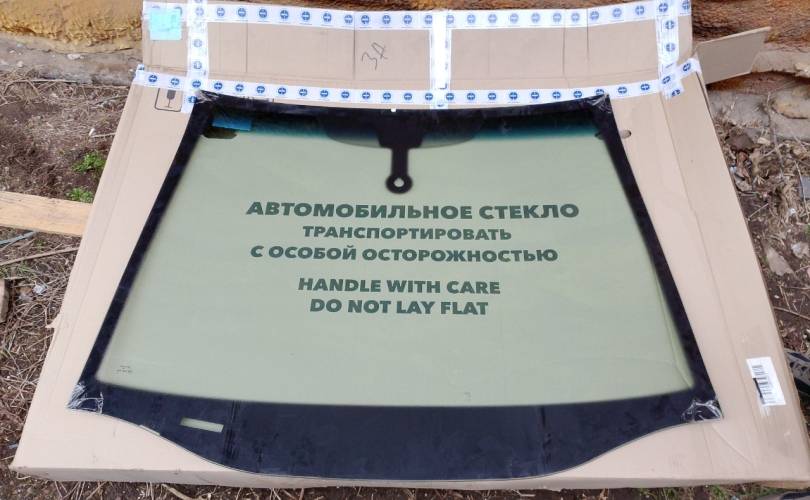 АВТОМОБИЛЬНОЕ СТЕКЛО
ТРАНСПОРТИРОВАТЬ
С ОСОБОЙ ОСТОРОЖНОСТЬЮ
HANDLE WITH CARE
DO NOT LAY FLAT